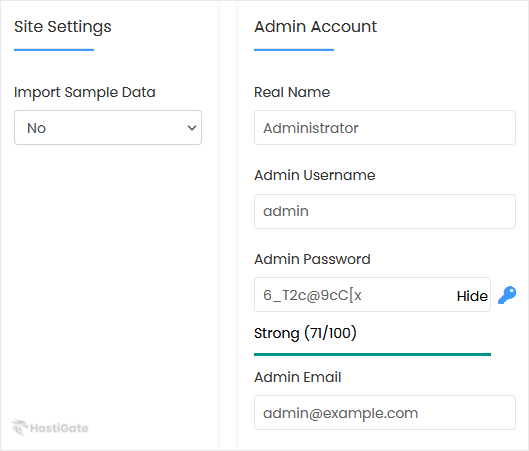 Site Settings
Import Sample Data
No
Admin Account
Real Name
Administrator
Admin Username
admin
Admin Password
6_T2c@9cC[x
Hide
Strong (71/100)
Admin Email
admin@example.com
HostiGate